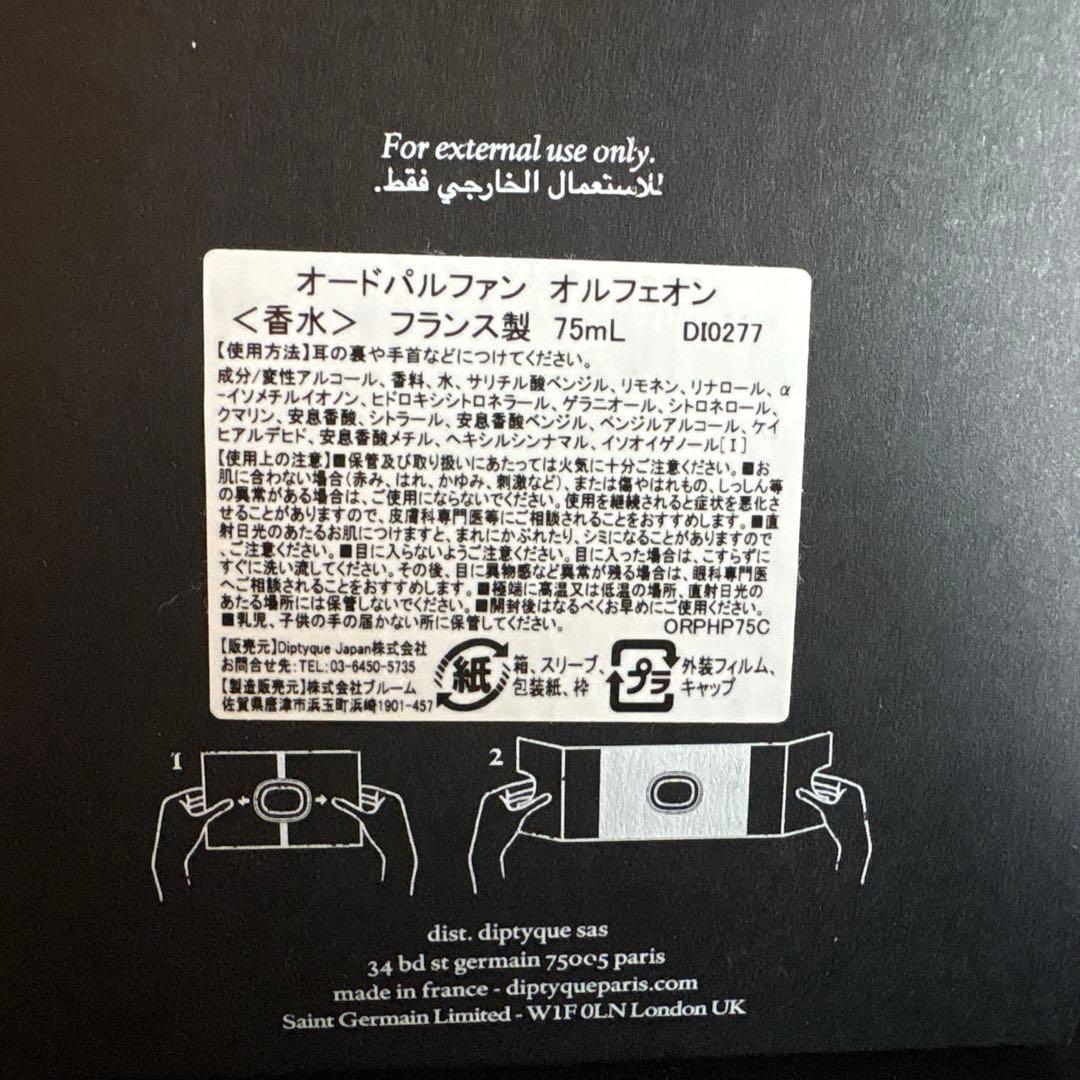 For external use only.
للاستعمال الخارجي فقط.
オードパルファン オルフェオン
＜香水＞ フランス製 75mL DI0277
【使用方法】耳の裏や手首などにつけてください。
成分/変性アルコール、香料、水、サリチル酸ベンジル、リモネン、リナロール、α
-イソメチルイオノン、ヒドロキシシトロネラール、ゲラニオール、シトロネロール、
クマリン、安息香酸、シトラール、安息香酸ベンジル、ベンジルアルコール、ケイ
ヒアルデヒド、安息香酸メチル、ヘキシルシンナマル、イソオイゲノール[I]
【使用上の注意】■保管及び取り扱いにあたっては火気に十分ご注意ください。■お
肌に合わない場合(赤み、はれ、かゆみ、刺激など)、または傷やはれもの、しっしん等
の異常がある場合は、ご使用にならないでください。使用を継続されると症状を悪化さ
せることがありますので、皮膚科専門医等にご相談されることをおすすめします。■直
射日光のあたるお肌につけますと、まれにかぶれたり、シミになることがありますので
、ご注意ください。■目に入らないようご注意ください。目に入った場合は、こすらずに
すぐに洗い流してください。その後、目に異物感など異常が残る場合は、眼科専門医
へご相談されることをおすすめします。■極端に高温又は低温の場所、直射日光の
あたる場所には保管しないでください。■開封後はなるべくお早めにご使用ください。
■乳児、子供の手の届かない所に保管してください。 ORPHP75C
【販売元】Diptyque Japan株式会社
お問合せ先:TEL:03-6450-5735
【製造販売元】株式会社ブルーム
佐賀県唐津市浜玉町浜崎1901-457
紙
箱、スリーブ、
包装紙、枠
プラ
外装フィルム、
キャップ
1
2
dist. diptyque sas
34 bd st germain 75005 paris
made in france - diptyqueparis.com
Saint Germain Limited - W1F 0LN London UK